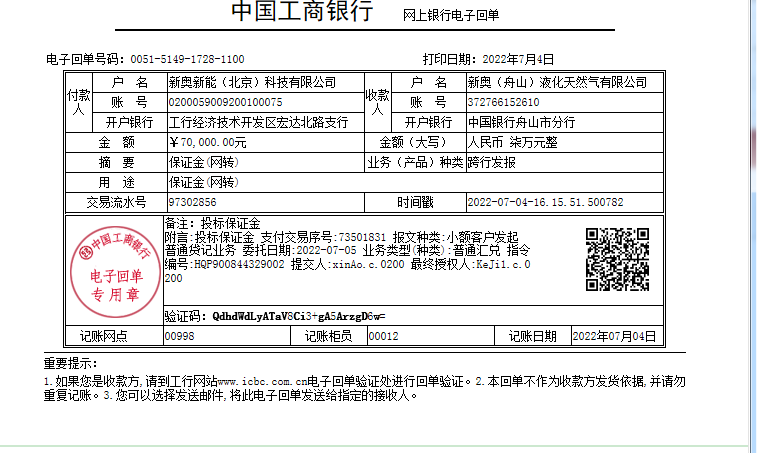 中国工商银行 网上银行电子回单
电子回单号码：0051-5149-1728-1100 打印日期：2022年7月4日
付款人 户 名 新奥新能（北京）科技有限公司 收款人 户 名 新奥（舟山）液化天然气有限公司
账 号 0200059009200100075 账 号 372766152610
开户银行 工行经济技术开发区宏达北路支行 开户银行 中国银行舟山市分行
金 额 ￥70,000.00元 金额（大写） 人民币 柒万元整
摘 要 保证金(网转) 业务（产品）种类 跨行发报
用 途 保证金(网转)
交易流水号 97302856 时间戳 2022-07-04-16.15.51.500782
中国工商银行
电子回单
专用章
备注：投标保证金
附言:投标保证金 支付交易序号:73501831 报文种类:小额客户发起
普通贷记业务 委托日期:2022-07-05 业务类型(种类):普通汇兑 指令
编号:HQP900844329002 提交人:xinAo.c.0200 最终授权人:KeJi1.c.0
200
验证码：QdhdWdLyATaV8Ci3+gA5ArzgD6w=
记账网点 00998 记账柜员 00012 记账日期 2022年07月04日
重要提示：
1.如果您是收款方,请到工行网站www.icbc.com.cn电子回单验证处进行回单验证。2.本回单不作为收款方发货依据,并请勿
重复记账。3.您可以选择发送邮件,将此电子回单发送给指定的接收人。